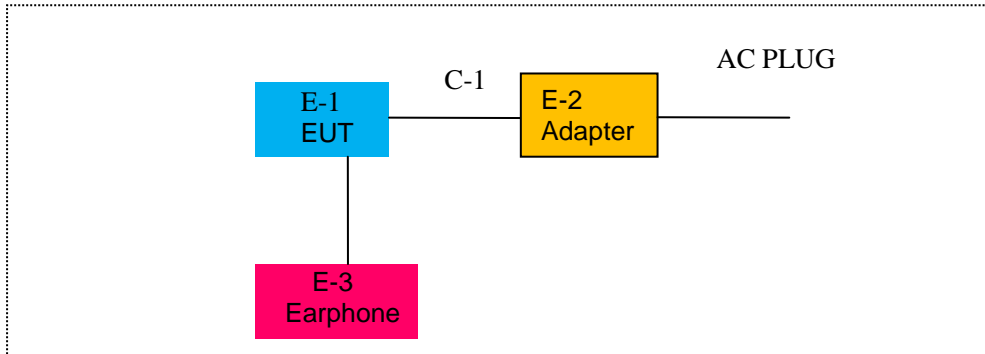 AC PLUG
C-1
E-1
EUT
E-2
Adapter
E-3
Earphone